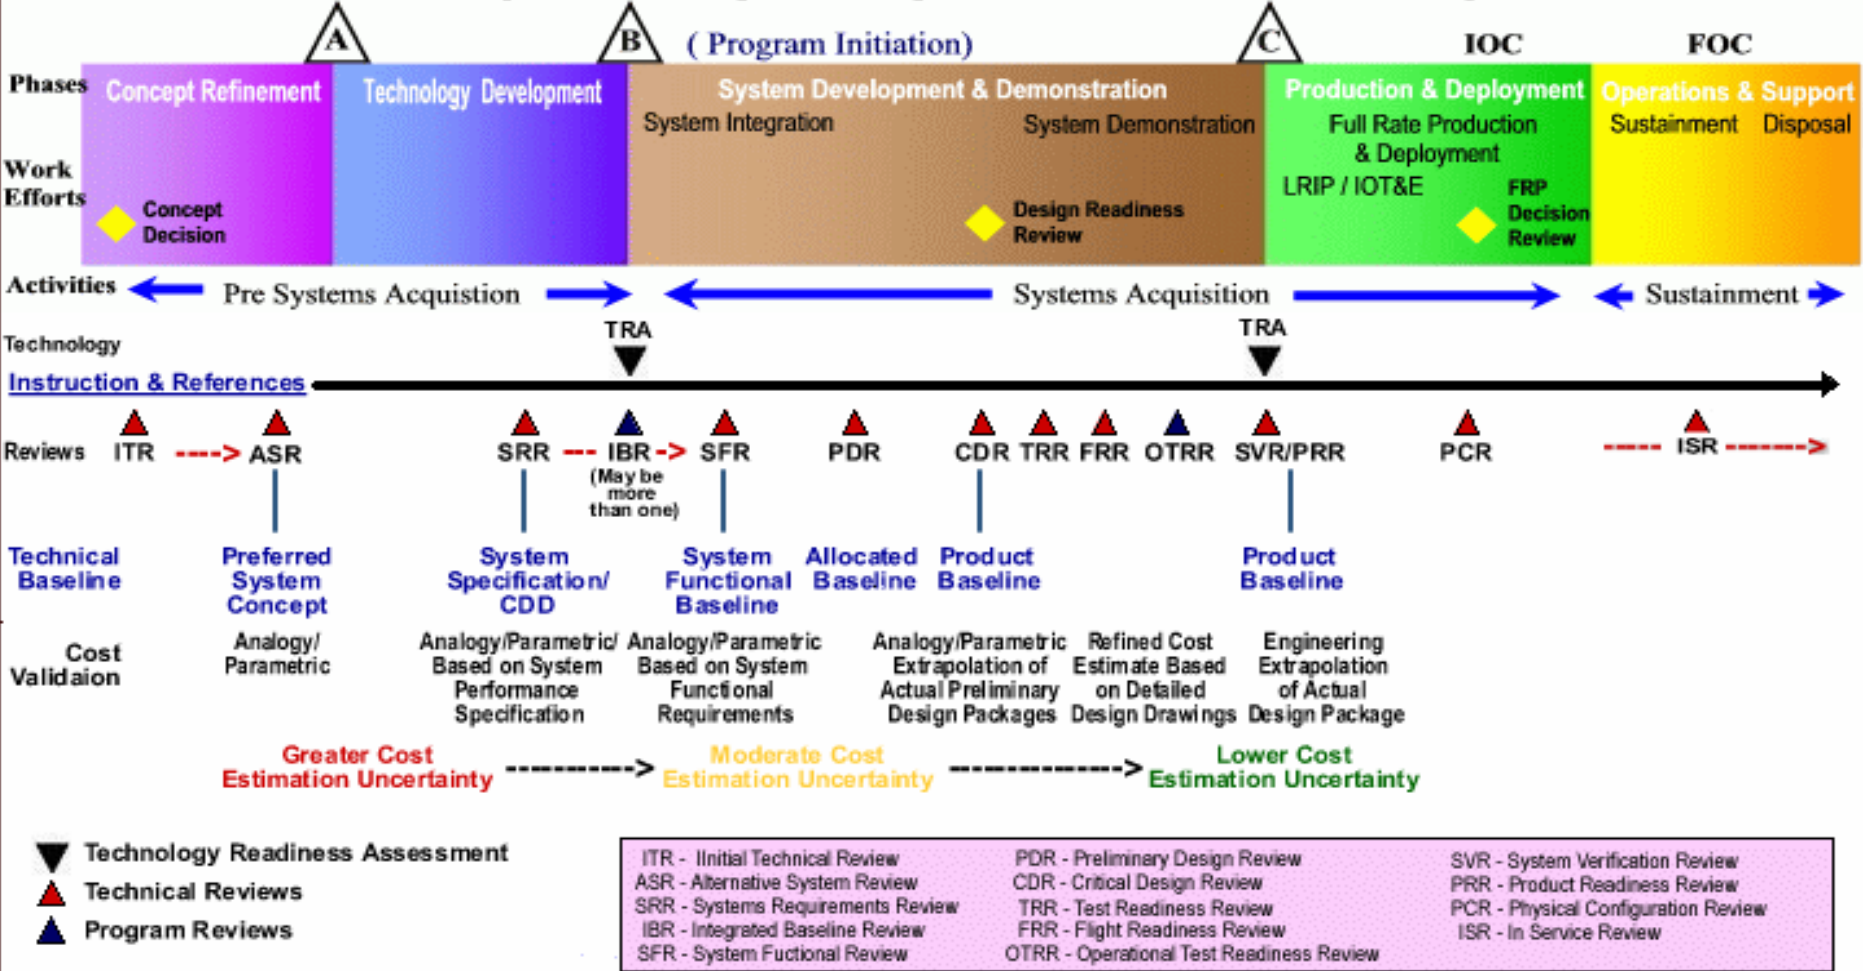 A
B
( Program Initiation)
C
IOC
FOC
Phases
Concept Refinement
Technology Development
System Development & Demonstration
Production & Deployment
Operations & Support
System Integration
System Demonstration
Full Rate Production
& Deployment
Sustainment
Disposal
Work
Efforts
LRIP / IOT&E
Concept
Decision
Design Readiness
Review
FRP
Decision
Review
Activities
Pre Systems Acquistion
Systems Acquisition
Sustainment
TRA
TRA
Technology
Instruction & References
Reviews
ITR
ASR
SRR
IBR
(May be
more
than one)
SFR
PDR
CDR
TRR
FRR
OTRR
SVR/PRR
PCR
ISR
Technical
Baseline
Preferred
System
Concept
System
Specification/
CDD
System
Functional
Baseline
Allocated
Baseline
Product
Baseline
Product
Baseline
Cost
Validaion
Analogy/
Parametric
Analogy/Parametric/
Based on System
Performance
Specification
Analogy/Parametric
Based on System
Functional
Requirements
Analogy/Parametric
Extrapolation of
Actual Preliminary
Design Packages
Refined Cost
Estimate Based
on Detailed
Design Drawings
Engineering
Extrapolation
of Actual
Design Package
Greater Cost
Estimation Uncertainty
Moderate Cost
Estimation Uncertainty
Lower Cost
Estimation Uncertainty
Technology Readiness Assessment
Technical Reviews
Program Reviews
ITR - IInitial Technical Review
ASR - Alternative System Review
SRR - Systems Requirements Review
IBR - Integrated Baseline Review
SFR - System Fuctional Review
PDR - Preliminary Design Review
CDR - Critical Design Review
TRR - Test Readiness Review
FRR - Flight Readiness Review
OTRR - Operational Test Readiness Review
SVR - System Verification Review
PRR - Product Readiness Review
PCR - Physical Configuration Review
ISR - In Service Review